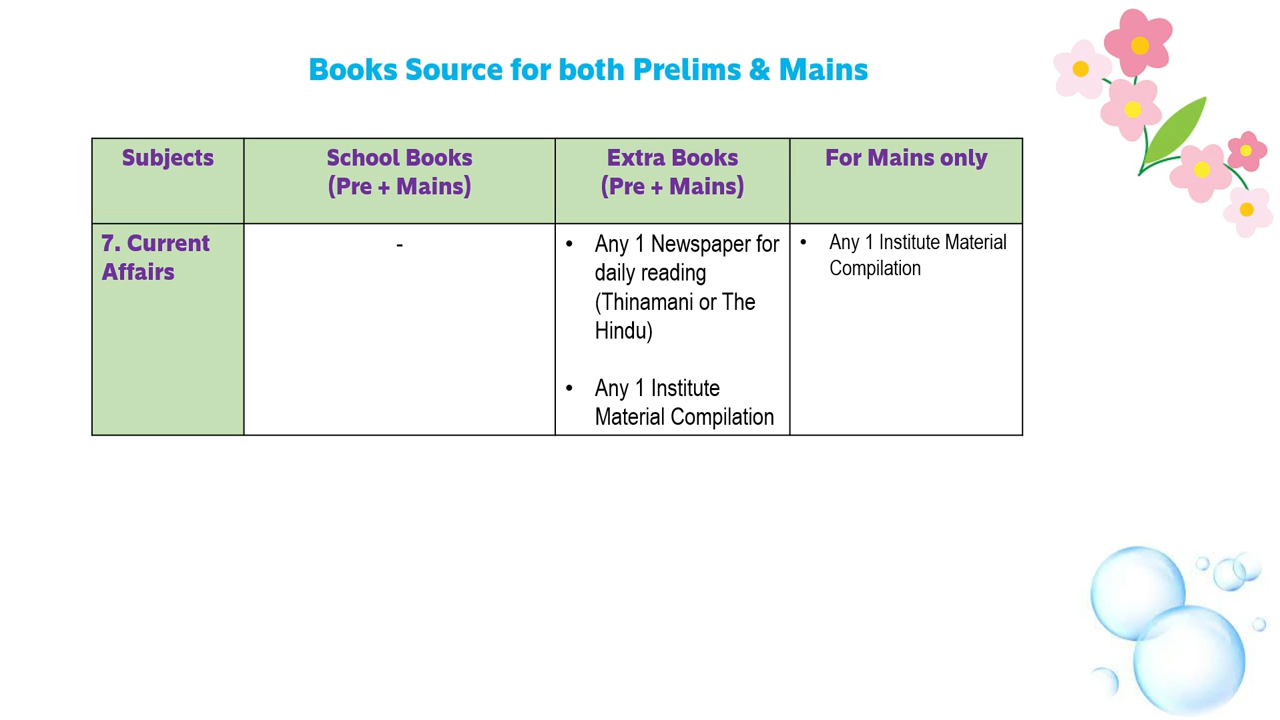 Books Source for both Prelims & Mains
Subjects
School Books
(Pre + Mains)
Extra Books
(Pre + Mains)
For Mains only
7. Current
Affairs
-
• Any 1 Newspaper for
daily reading
(Thinamani or The
Hindu)
• Any 1 Institute
Material Compilation
• Any 1 Institute Material
Compilation